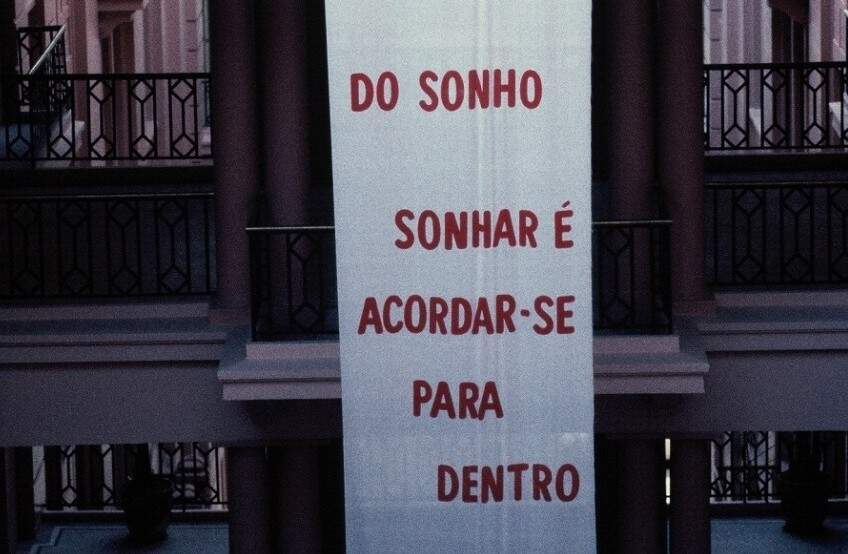 DO SONHO
SONHAR É
ACORDAR-SE
PARA
DENTRO